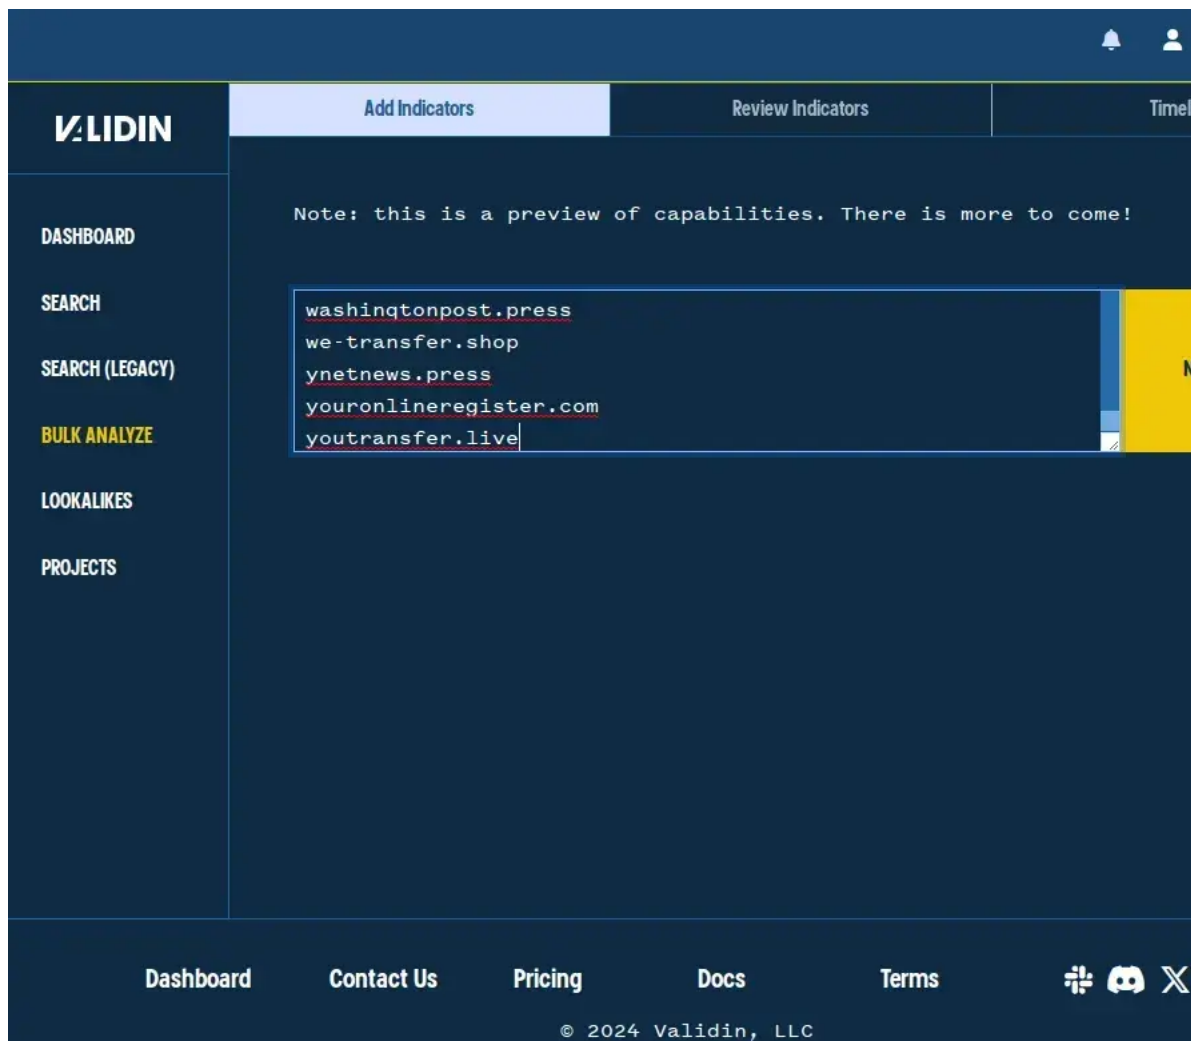 VALIDIN
Add Indicators
Review Indicators
Note: this is a preview of capabilities. There is more to come!
DASHBOARD
SEARCH
SEARCH (LEGACY)
BULK ANALYZE
LOOKALIKES
PROJECTS
washinqtonpost.press
we-transfer.shop
ynetnews.press
youronlineregister.com
youtransfer.live
Dashboard
Contact Us
Pricing
Docs
Terms
© 2024 Validin, LLC